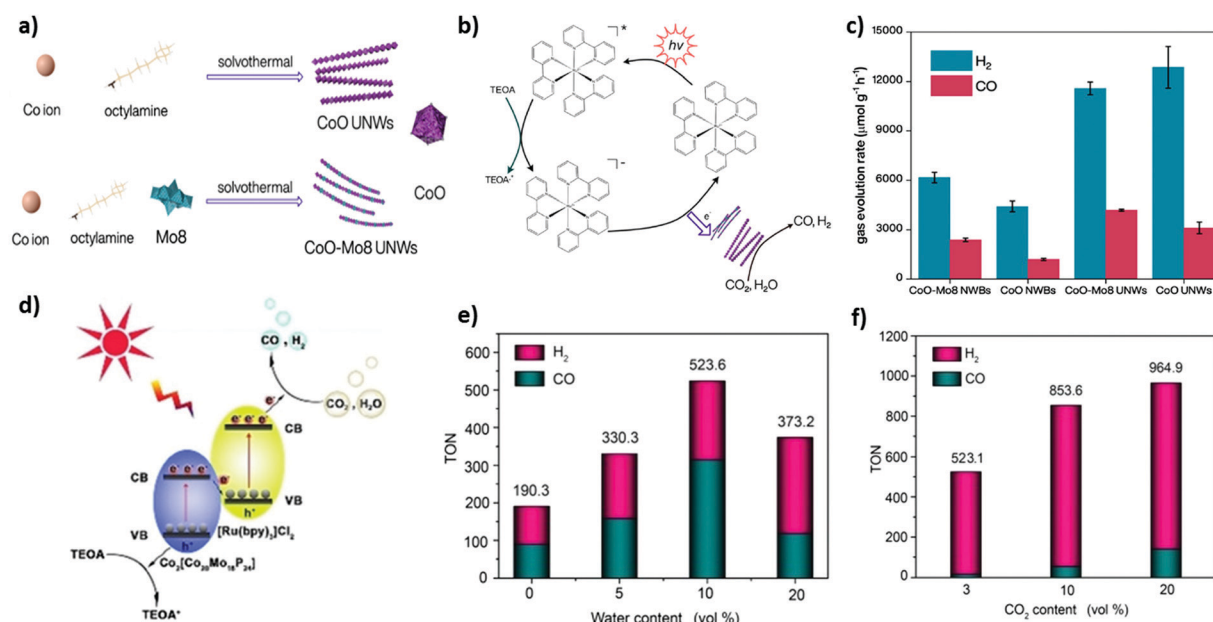 a)
solvothermal
Co ion
octylamine
CoO UNWs
solvothermal
CoO
Co ion
octylamine
Mo8
CoO-Mo8 UNWs
b)
*
hv
TEOA
TEOA·⁺
-
e⁻
CO, H₂
CO₂, H₂O
c)
H₂
CO
gas evolution rate (μmol g⁻¹ h⁻¹)
15000
12000
9000
6000
3000
0
CoO-Mo8 NWBs
CoO NWBs
CoO-Mo8 UNWs
CoO UNWs
d)
CO , H₂
CO₂, H₂O
e⁻
e⁻ e⁻ e⁻
CB
e⁻ e⁻ e⁻
CB
e⁻
VB
h⁺
[Ru(bpy)₃]Cl₂
VB
h⁺
TEOA
Co₂[Co₂₀Mo₁₆P₂₄]
TEOA⁺
e)
H₂
CO
TON
600
500
400
300
200
100
0
190.3
330.3
523.6
373.2
0
5
10
20
Water content (vol %)
f)
H₂
CO
TON
1200
1000
800
600
400
200
0
523.1
853.6
964.9
3
10
20
CO₂ content (vol %)